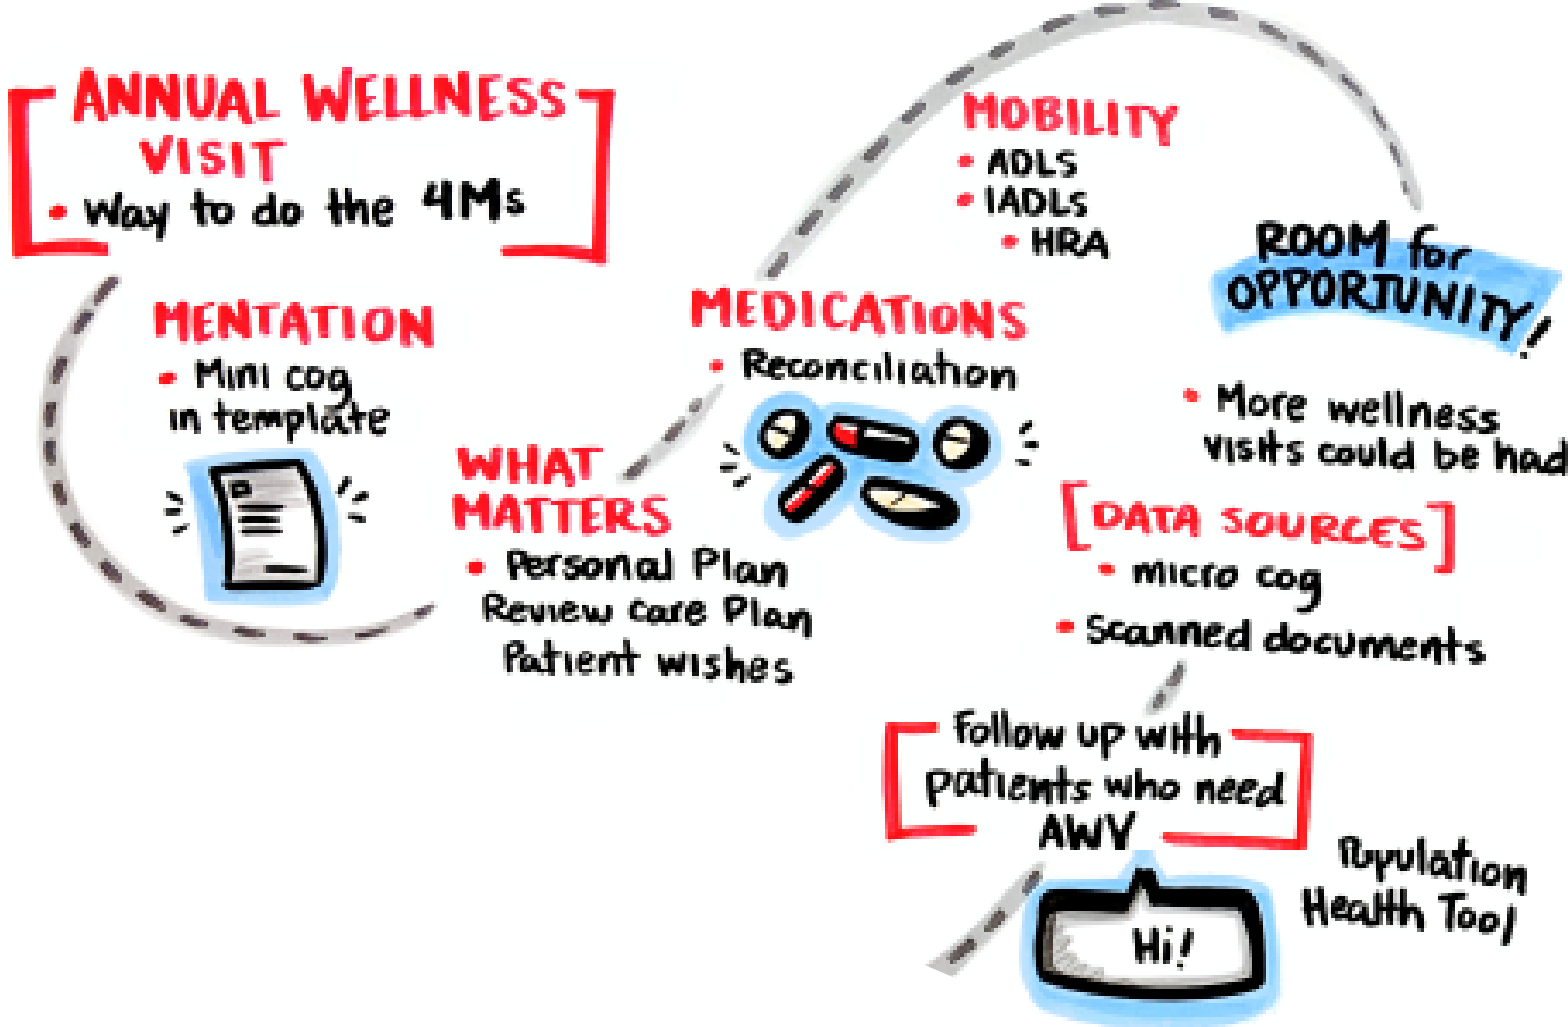 ANNUAL WELLNESS
VISIT
• Way to do the 4Ms
MENTATION
• Mini cog
in template
WHAT
MATTERS
• Personal Plan
Review care Plan
Patient wishes
MEDICATIONS
• Reconciliation
MOBILITY
• ADLS
• IADLS
• HRA
ROOM for
OPPORTUNITY!
• More wellness
visits could be had
[DATA SOURCES]
• micro cog
• scanned documents
Follow up with
patients who need
AWV
Hi!
Population
Health Tool